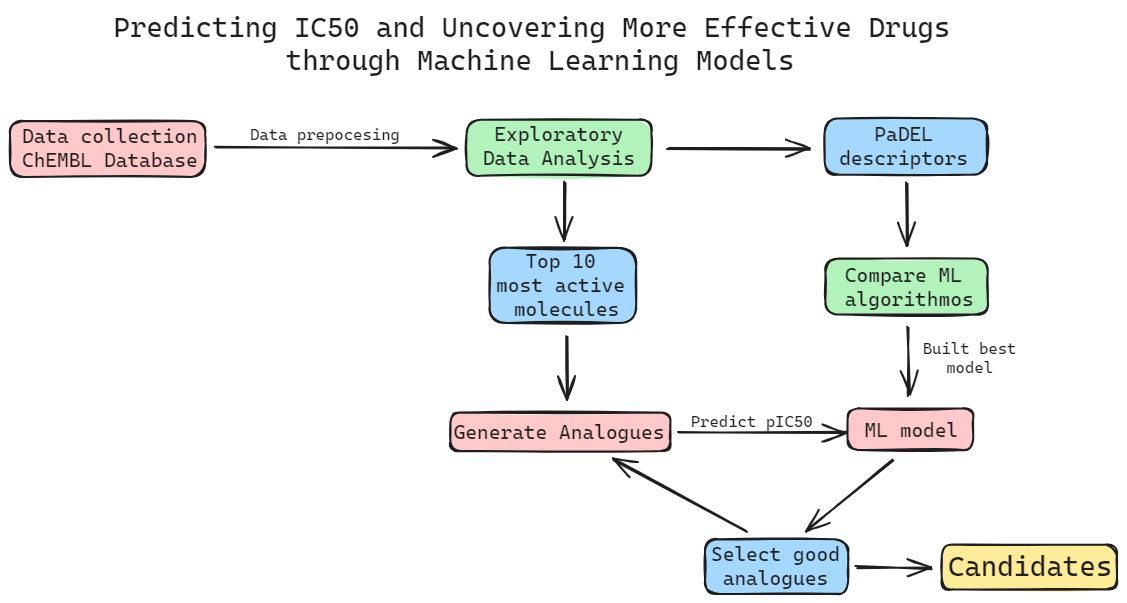 Predicting IC50 and Uncovering More Effective Drugs
through Machine Learning Models
Data collection
ChEMBL Database
Data prepocesing
Exploratory
Data Analysis
PaDEL
descriptors
Top 10
most active
molecules
Compare ML
algorithmos
Built best
model
Generate Analogues
Predict pIC50
ML model
Select good
analogues
Candidates